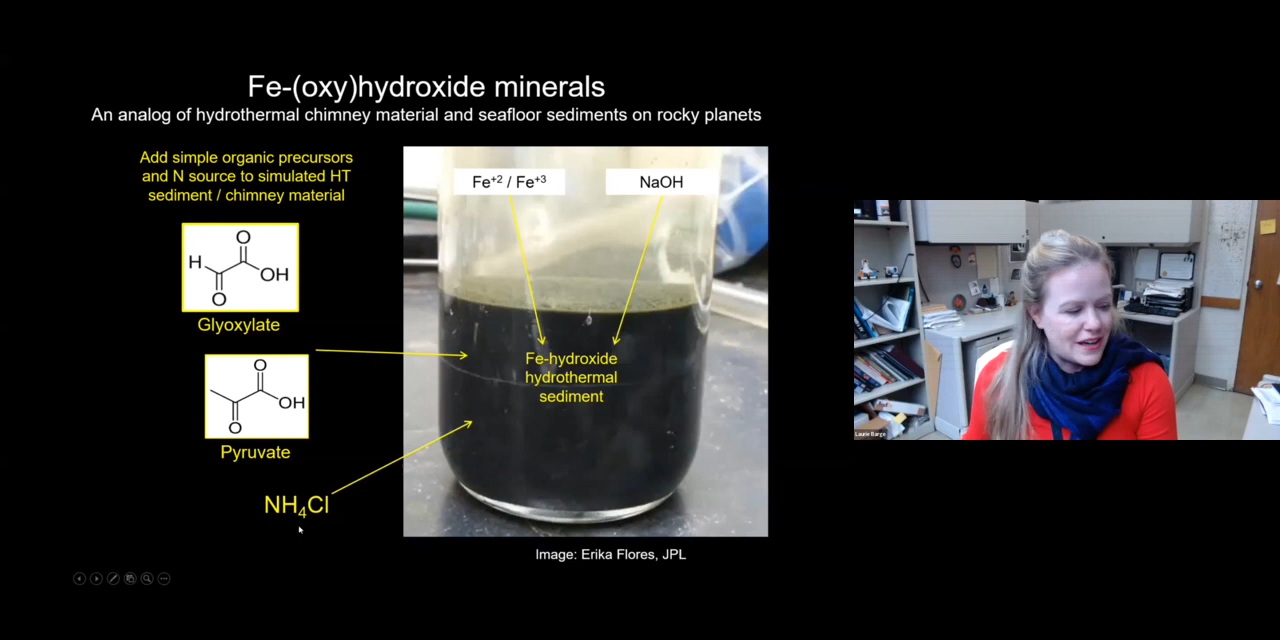 Fe-(oxy)hydroxide minerals
An analog of hydrothermal chimney material and seafloor sediments on rocky planets
Add simple organic precursors
and N source to simulated HT
sediment / chimney material
O
H
OH
O
Glyoxylate
O
OH
O
Pyruvate
NH₄Cl
Fe⁺² / Fe⁺³
NaOH
Fe-hydroxide
hydrothermal
sediment
Image: Erika Flores, JPL
Laurie Barge